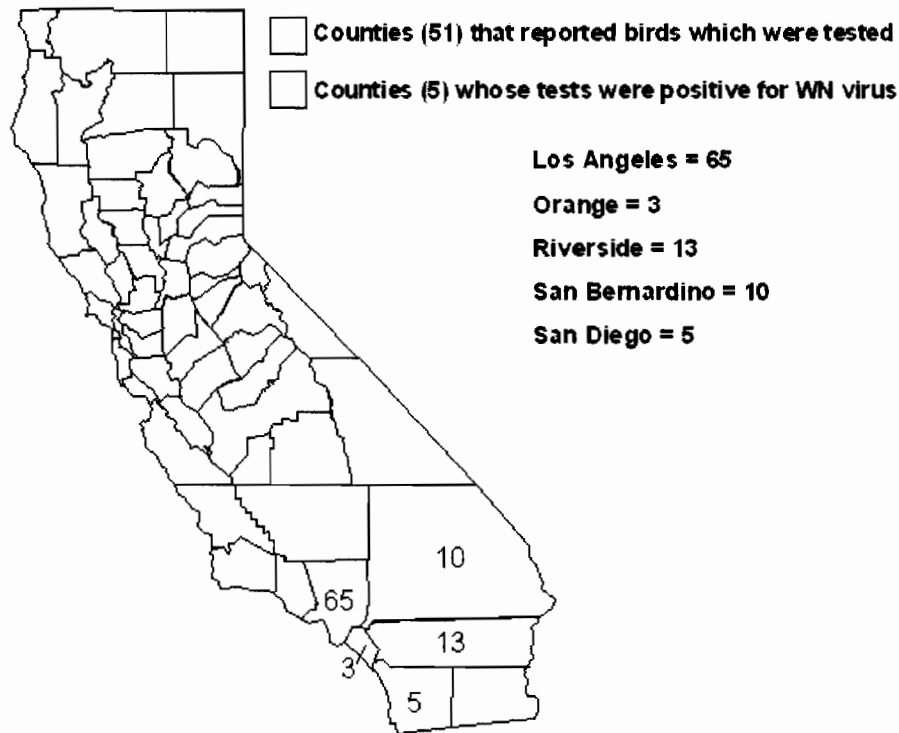 Counties (51) that reported birds which were tested
Counties (5) whose tests were positive for WN virus
Los Angeles = 65
Orange = 3
Riverside = 13
San Bernardino = 10
San Diego = 5
10
65
13
3
5